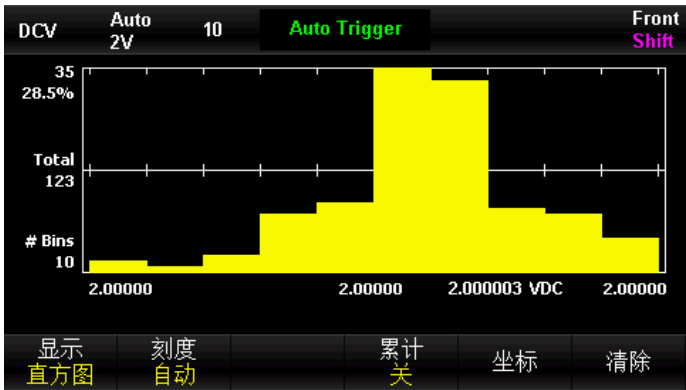 DCV Auto 10 Auto Trigger Front
2V Shift
35
28.5%
Total
123
# Bins
10
2.00000 2.00000 2.000003 VDC 2.00000
显示 刻度 累计 坐标 清除
直方图 自动 关